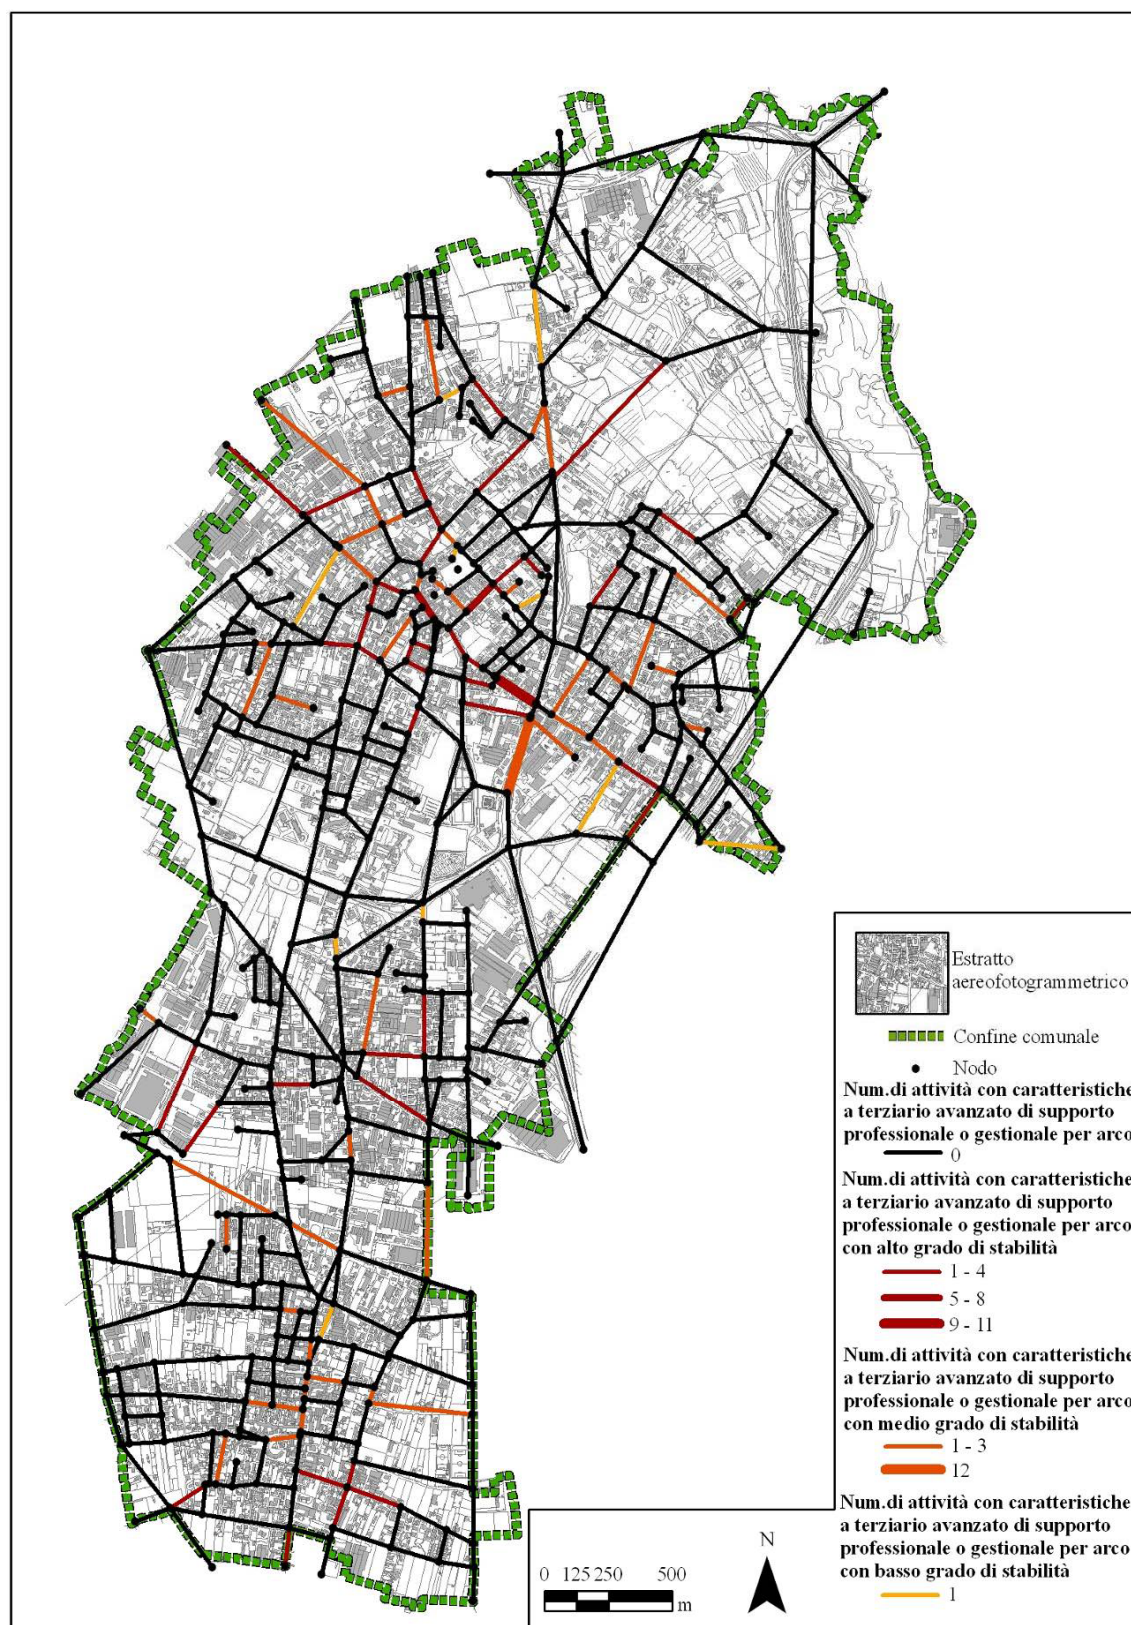 Estratto
aereofotogrammetrico
Confine comunale
Nodo
Num.di attività con caratteristiche
a terziario avanzato di supporto
professionale o gestionale per arco
0
Num.di attività con caratteristiche
a terziario avanzato di supporto
professionale o gestionale per arco
con alto grado di stabilità
1 - 4
5 - 8
9 - 11
Num.di attività con caratteristiche
a terziario avanzato di supporto
professionale o gestionale per arco
con medio grado di stabilità
1 - 3
12
Num.di attività con caratteristiche
a terziario avanzato di supporto
professionale o gestionale per arco
con basso grado di stabilità
1
N
0 125 250 500
m